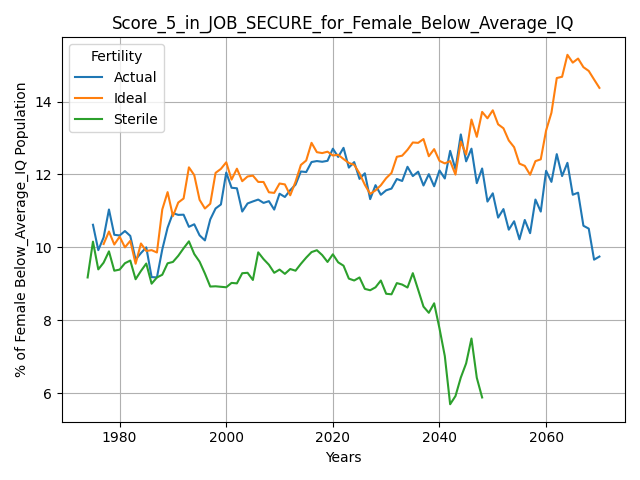 Score_5_in_JOB_SECURE_for_Female_Below_Average_IQ
Fertility
Actual
Ideal
Sterile
% of Female Below_Average_IQ Population
14
12
10
8
6
1980 2000 2020 2040 2060
Years